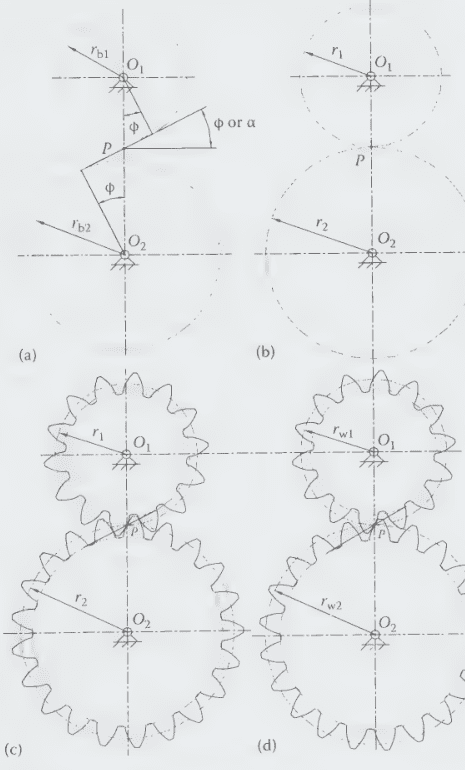 r_b1
O_1
ϕ
ϕ or α
P
ϕ
r_b2
O_2
(a)
r_1
O_1
P
r_2
O_2
(b)
r_1
O_1
P
r_2
O_2
(c)
r_w1
O_1
P
r_w2
O_2
(d)